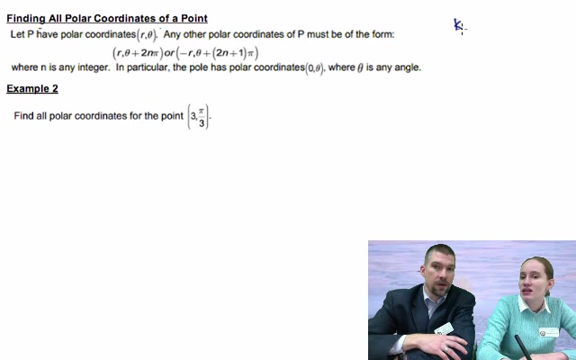 Finding All Polar Coordinates of a Point
Let P have polar coordinates (r,θ). Any other polar coordinates of P must be of the form:
(r,θ + 2nπ) or (−r,θ + (2n + 1)π)
where n is any integer. In particular, the pole has polar coordinates (0,θ), where θ is any angle.
Example 2
Find all polar coordinates for the point (3, π/3).